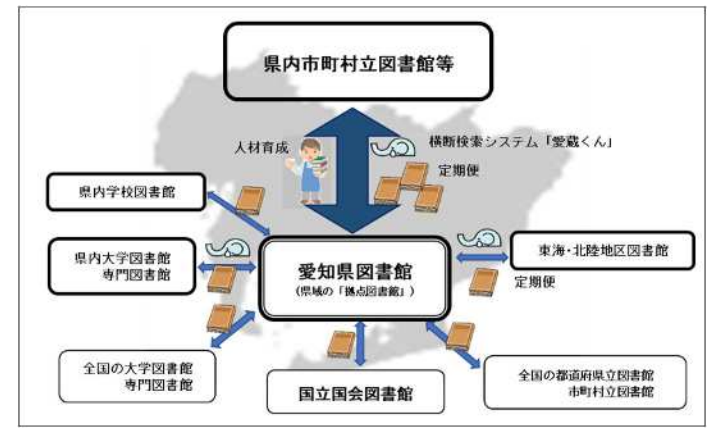 県内市町村立図書館等
人材育成
横断検索システム「愛蔵くん」
定期便
県内学校図書館
県内大学図書館
専門図書館
愛知県図書館
(県域の「拠点図書館」)
東海・北陸地区図書館
定期便
全国の大学図書館
専門図書館
国立国会図書館
全国の都道府県立図書館
市町村立図書館